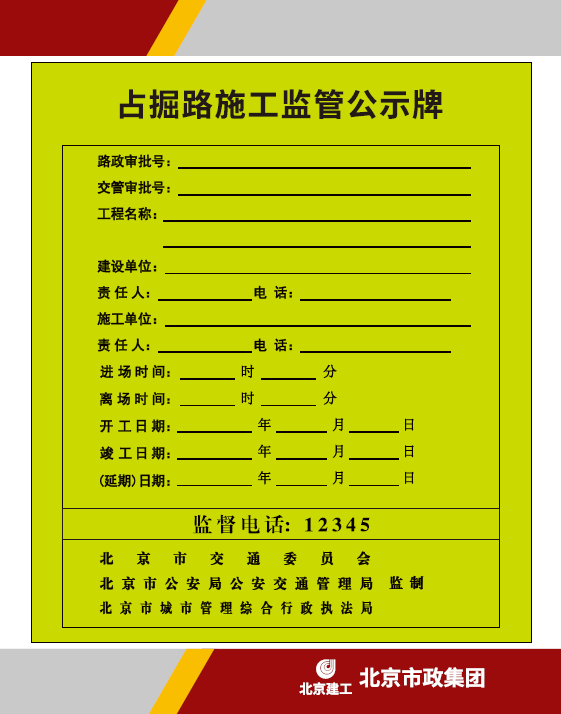 占掘路施工监管公示牌
路政审批号：
交管审批号：
工程名称：
建设单位：
责任人： 电 话：
施工单位：
责任人： 电 话：
进场时间： 时 分
离场时间： 时 分
开工日期： 年 月 日
竣工日期： 年 月 日
(延期)日期： 年 月 日
监督电话: 12345
北京市交通委员会
北京市公安局公安交通管理局 监制
北京市城市管理综合行政执法局
北京建工 北京市政集团